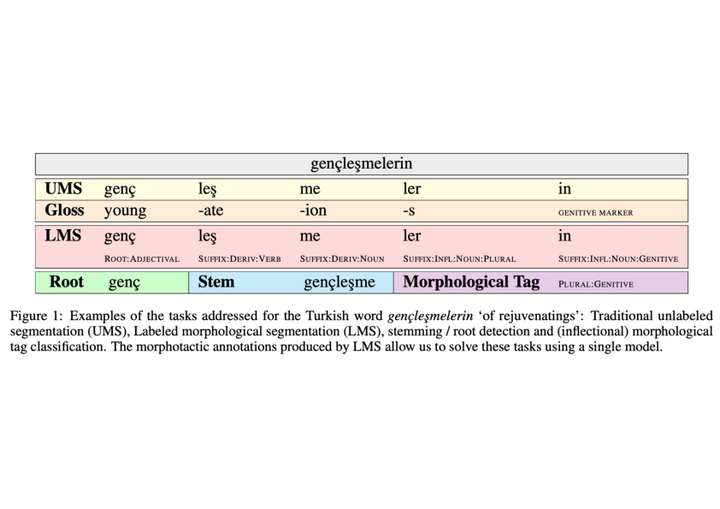 gençleşmelerin
UMS genç leş me ler in
Gloss young -ate -ion -s GENITIVE MARKER
LMS genç leş me ler in
ROOT:ADJECTIVAL SUFFIX:DERIV:VERB SUFFIX:DERIV:NOUN SUFFIX:INFL:NOUN:PLURAL SUFFIX:INFL:NOUN:GENITIVE
Root genç Stem gençleşme Morphological Tag PLURAL:GENITIVE
Figure 1: Examples of the tasks addressed for the Turkish word gençleşmelerin ‘of rejuvenatings’: Traditional unlabeled
segmentation (UMS), Labeled morphological segmentation (LMS), stemming / root detection and (inflectional) morphological
tag classification. The morphotactic annotations produced by LMS allow us to solve these tasks using a single model.